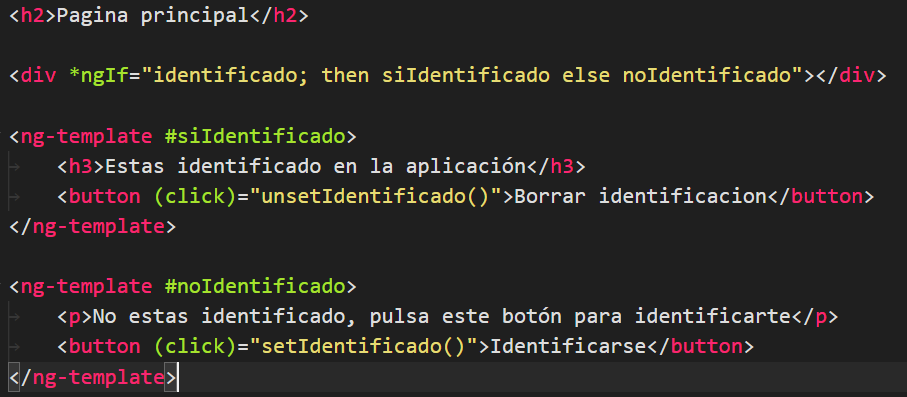 <h2>Pagina principal</h2>
<div *ngIf="identificado; then siIdentificado else noIdentificado"></div>
<ng-template #siIdentificado>
<h3>Estas identificado en la aplicación</h3>
<button (click)="unsetIdentificado()">Borrar identificacion</button>
</ng-template>
<ng-template #noIdentificado>
<p>No estas identificado, pulsa este botón para identificarte</p>
<button (click)="setIdentificado()">Identificarse</button>
</ng-template>